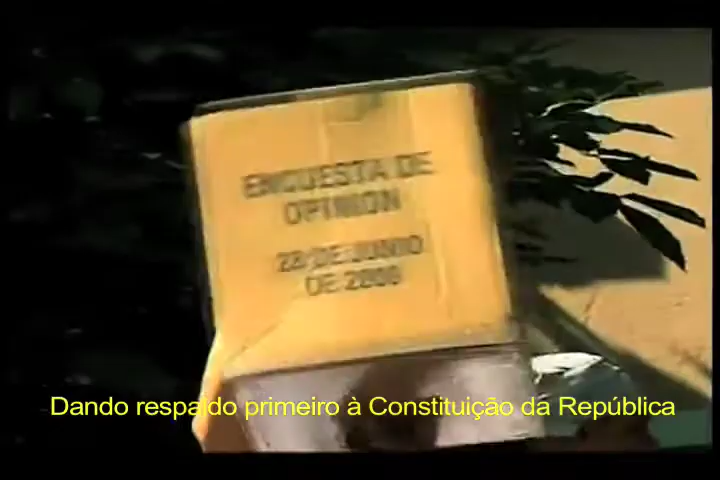 ENCUESTA DE
OPINION
28 DE JUNIO
DE 2009
Dando respaldo primeiro à Constituição da República